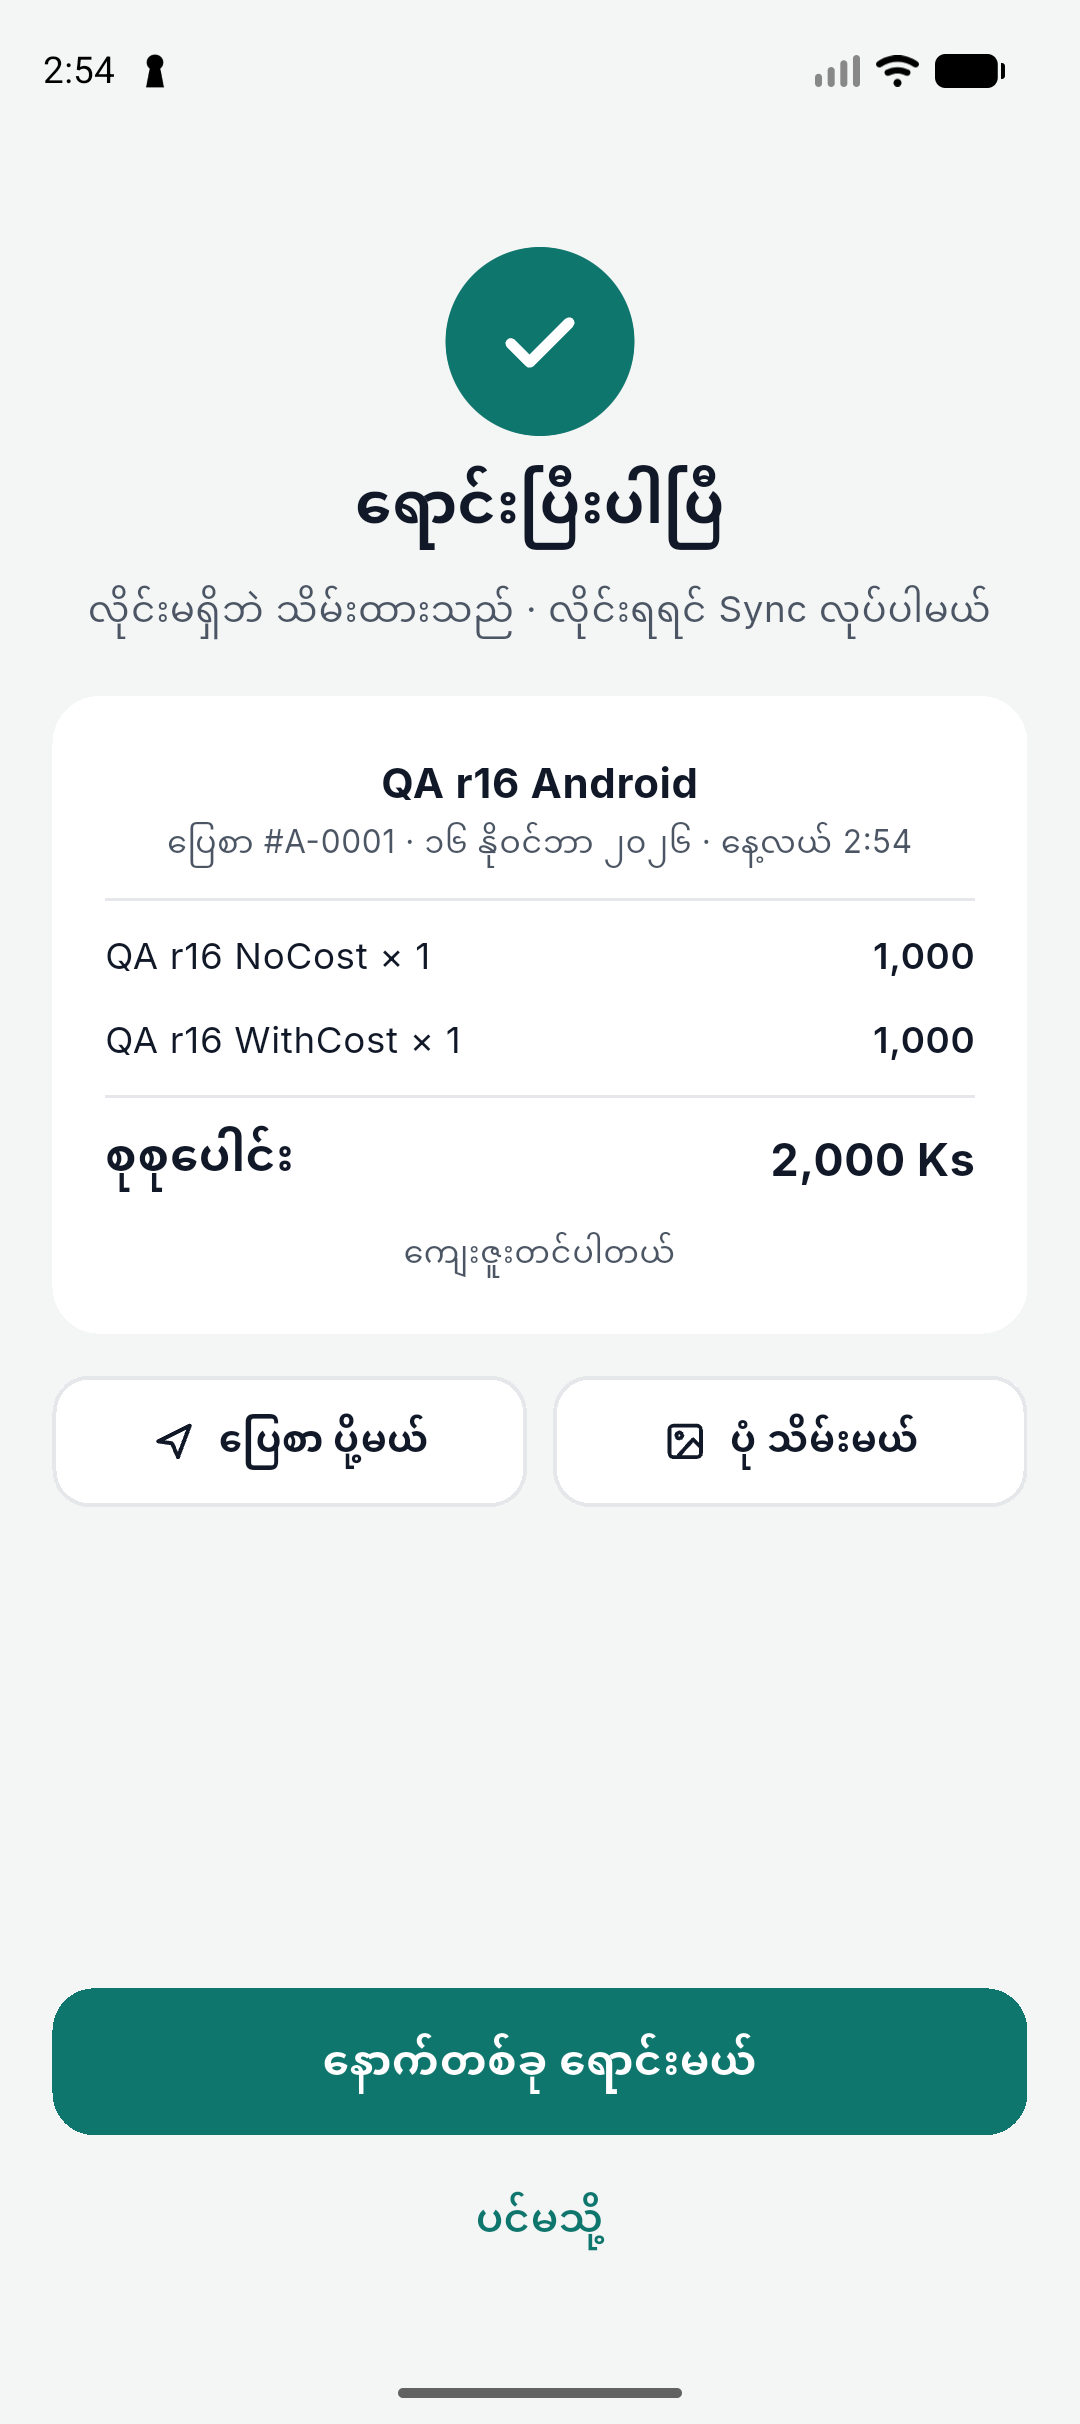 2:54
ရောင်းပြီးပါပြီ
လိုင်းမရှိဘဲ သိမ်းထားသည် · လိုင်းရရင် Sync လုပ်ပါမယ်
QA r16 Android
ပြေစာ #A-0001 · ၁၆ နိုဝင်ဘာ ၂၀၂၆ · နေ့လယ် 2:54
QA r16 NoCost × 1 1,000
QA r16 WithCost × 1 1,000
စုစုပေါင်း 2,000 Ks
ကျေးဇူးတင်ပါတယ်
ပြေစာ ပို့မယ် ပုံ သိမ်းမယ်
နောက်တစ်ခု ရောင်းမယ်
ပင်မသို့